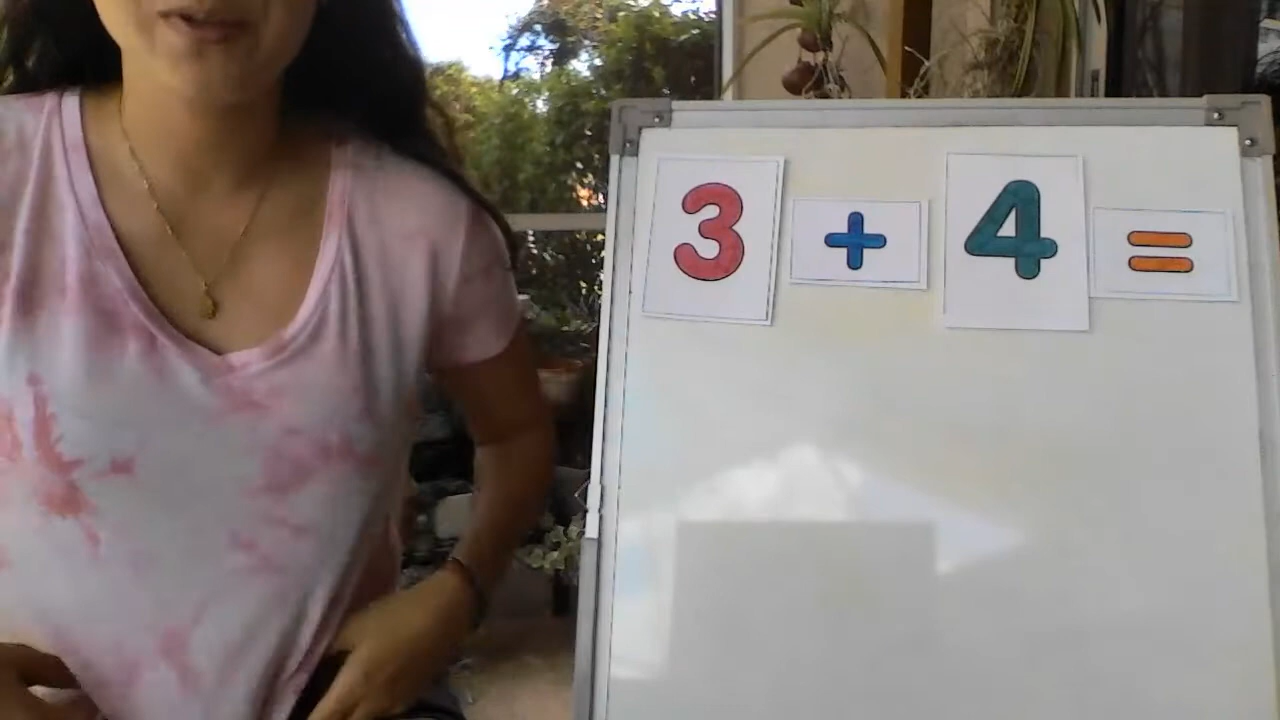 3 + 4 =